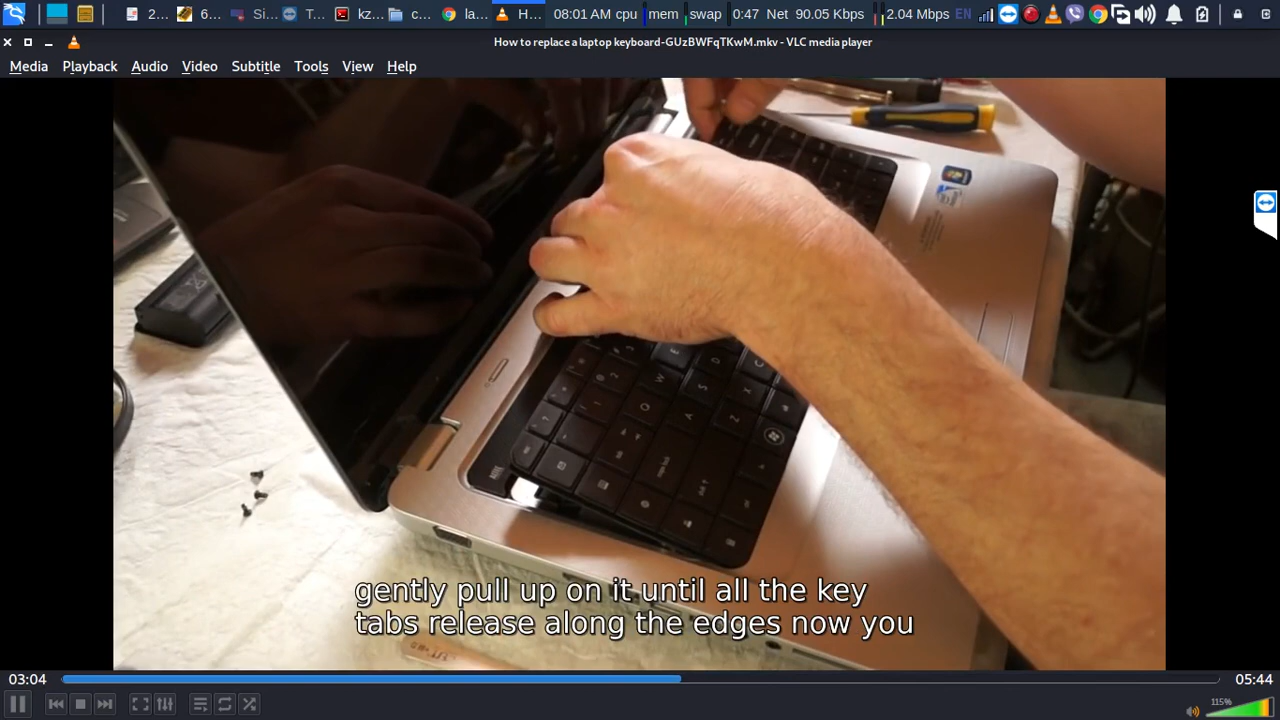 2...
6...
Si...
T...
kz...
c...
la...
H...
08:01 AM cpu
mem
swap
0:47 Net 90.05 Kbps
2.04 Mbps
EN
How to replace a laptop keyboard-GUzBWFqTKwM.mkv - VLC media player
Media Playback Audio Video Subtitle Tools View Help
gently pull up on it until all the key
tabs release along the edges now you
03:04
05:44
115%